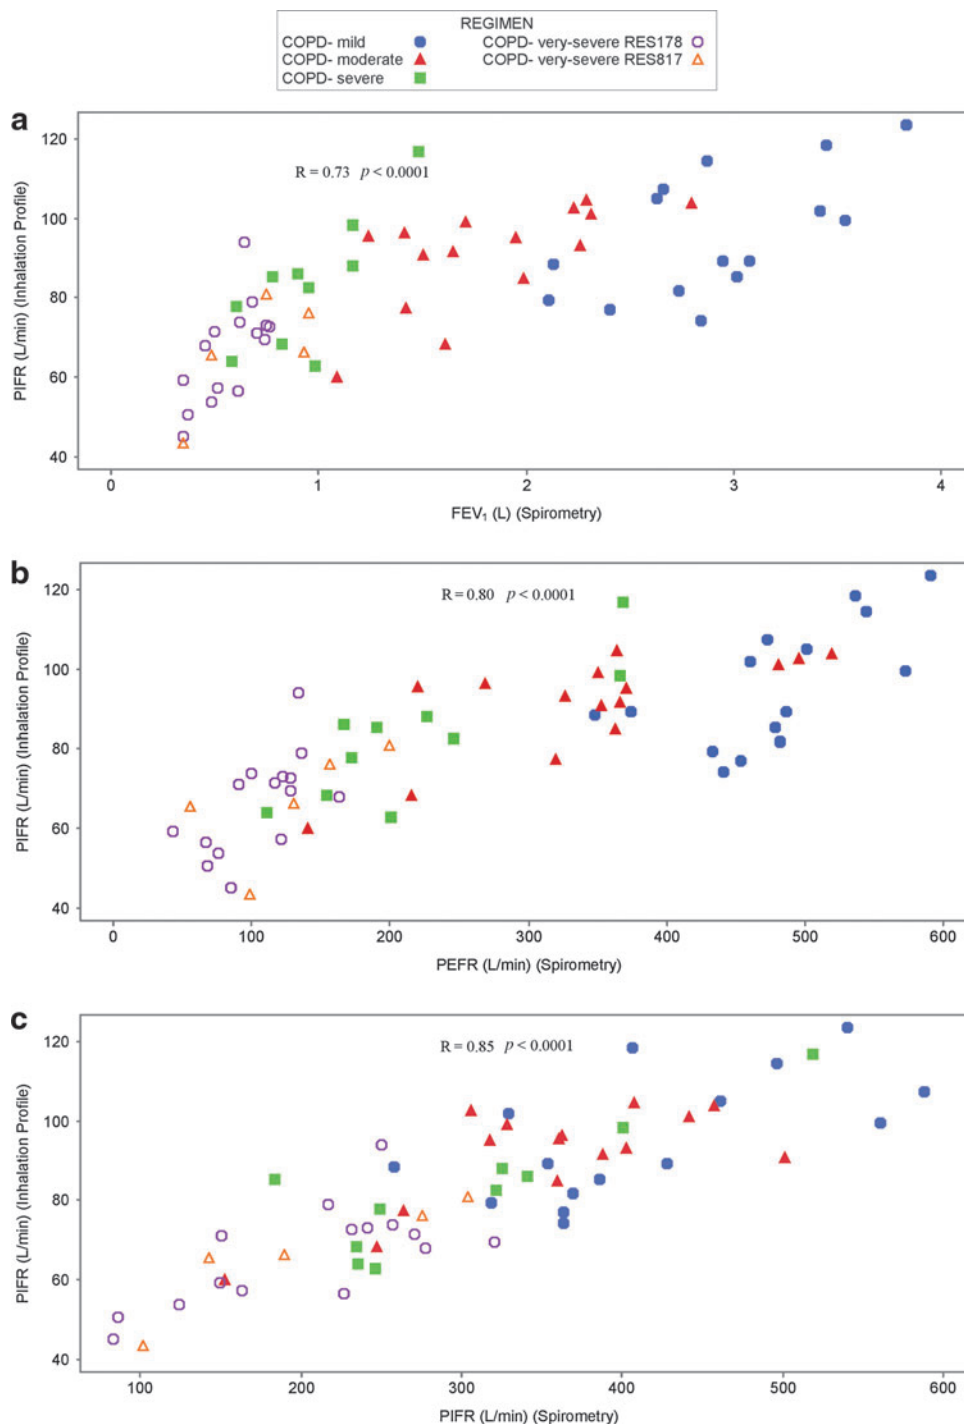 REGIMEN
COPD- mild COPD- very-severe RES178
COPD- moderate COPD- very-severe RES817
COPD- severe
a
PIFR (L/min) (Inhalation Profile)
120
100
80
60
40
R = 0.73 p < 0.0001
0 1 2 3 4
FEV₁ (L) (Spirometry)
b
PIFR (L/min) (Inhalation Profile)
120
100
80
60
40
R = 0.80 p < 0.0001
0 100 200 300 400 500 600
PEFR (L/min) (Spirometry)
c
PIFR (L/min) (Inhalation Profile)
120
100
80
60
40
R = 0.85 p < 0.0001
100 200 300 400 500 600
PIFR (L/min) (Spirometry)